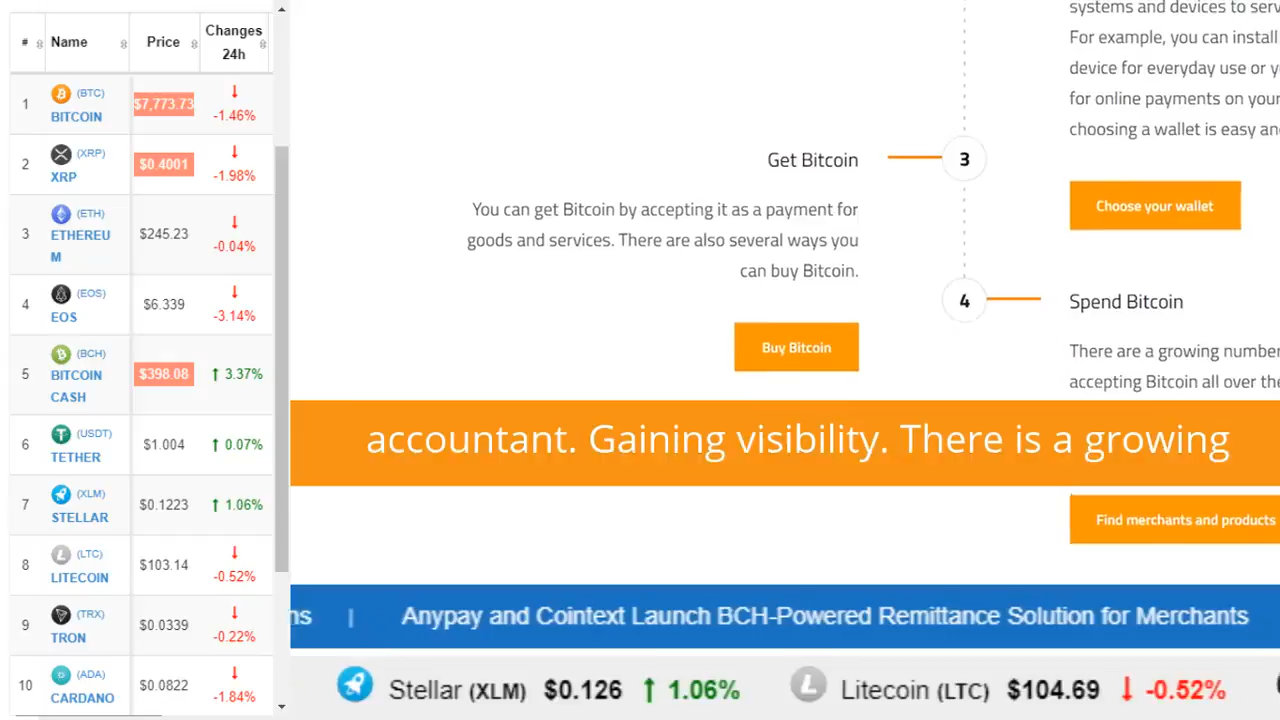 # Name Price Changes
24h
1 (BTC) $7,773.73
BITCOIN -1.46%
2 (XRP) $0.4001
XRP -1.98%
3 (ETH) $245.23
ETHEREU
M -0.04%
4 (EOS) $6.339
EOS -3.14%
5 (BCH) $398.08 3.37%
BITCOIN
CASH
6 (USDT) $1.004 0.07%
TETHER
7 (XLM) $0.1223 1.06%
STELLAR
8 (LTC) $103.14
LITECOIN -0.52%
9 (TRX) $0.0339
TRON -0.22%
10 (ADA) $0.0822
CARDANO -1.84%
Get Bitcoin
3
You can get Bitcoin by accepting it as a payment for
goods and services. There are also several ways you
can buy Bitcoin.
Buy Bitcoin
systems and devices to
For example, you can install
device for everyday use or
for online payments on your
choosing a wallet is easy
Choose your wallet
4
Spend Bitcoin
There are a growing
accepting Bitcoin all over
accountant. Gaining visibility. There is a growing
Find merchants and products
| Anypay and Cointext Launch BCH-Powered Remittance Solution for Merchants
Stellar (XLM) $0.126 1.06% Litecoin (LTC) $104.69 -0.52%